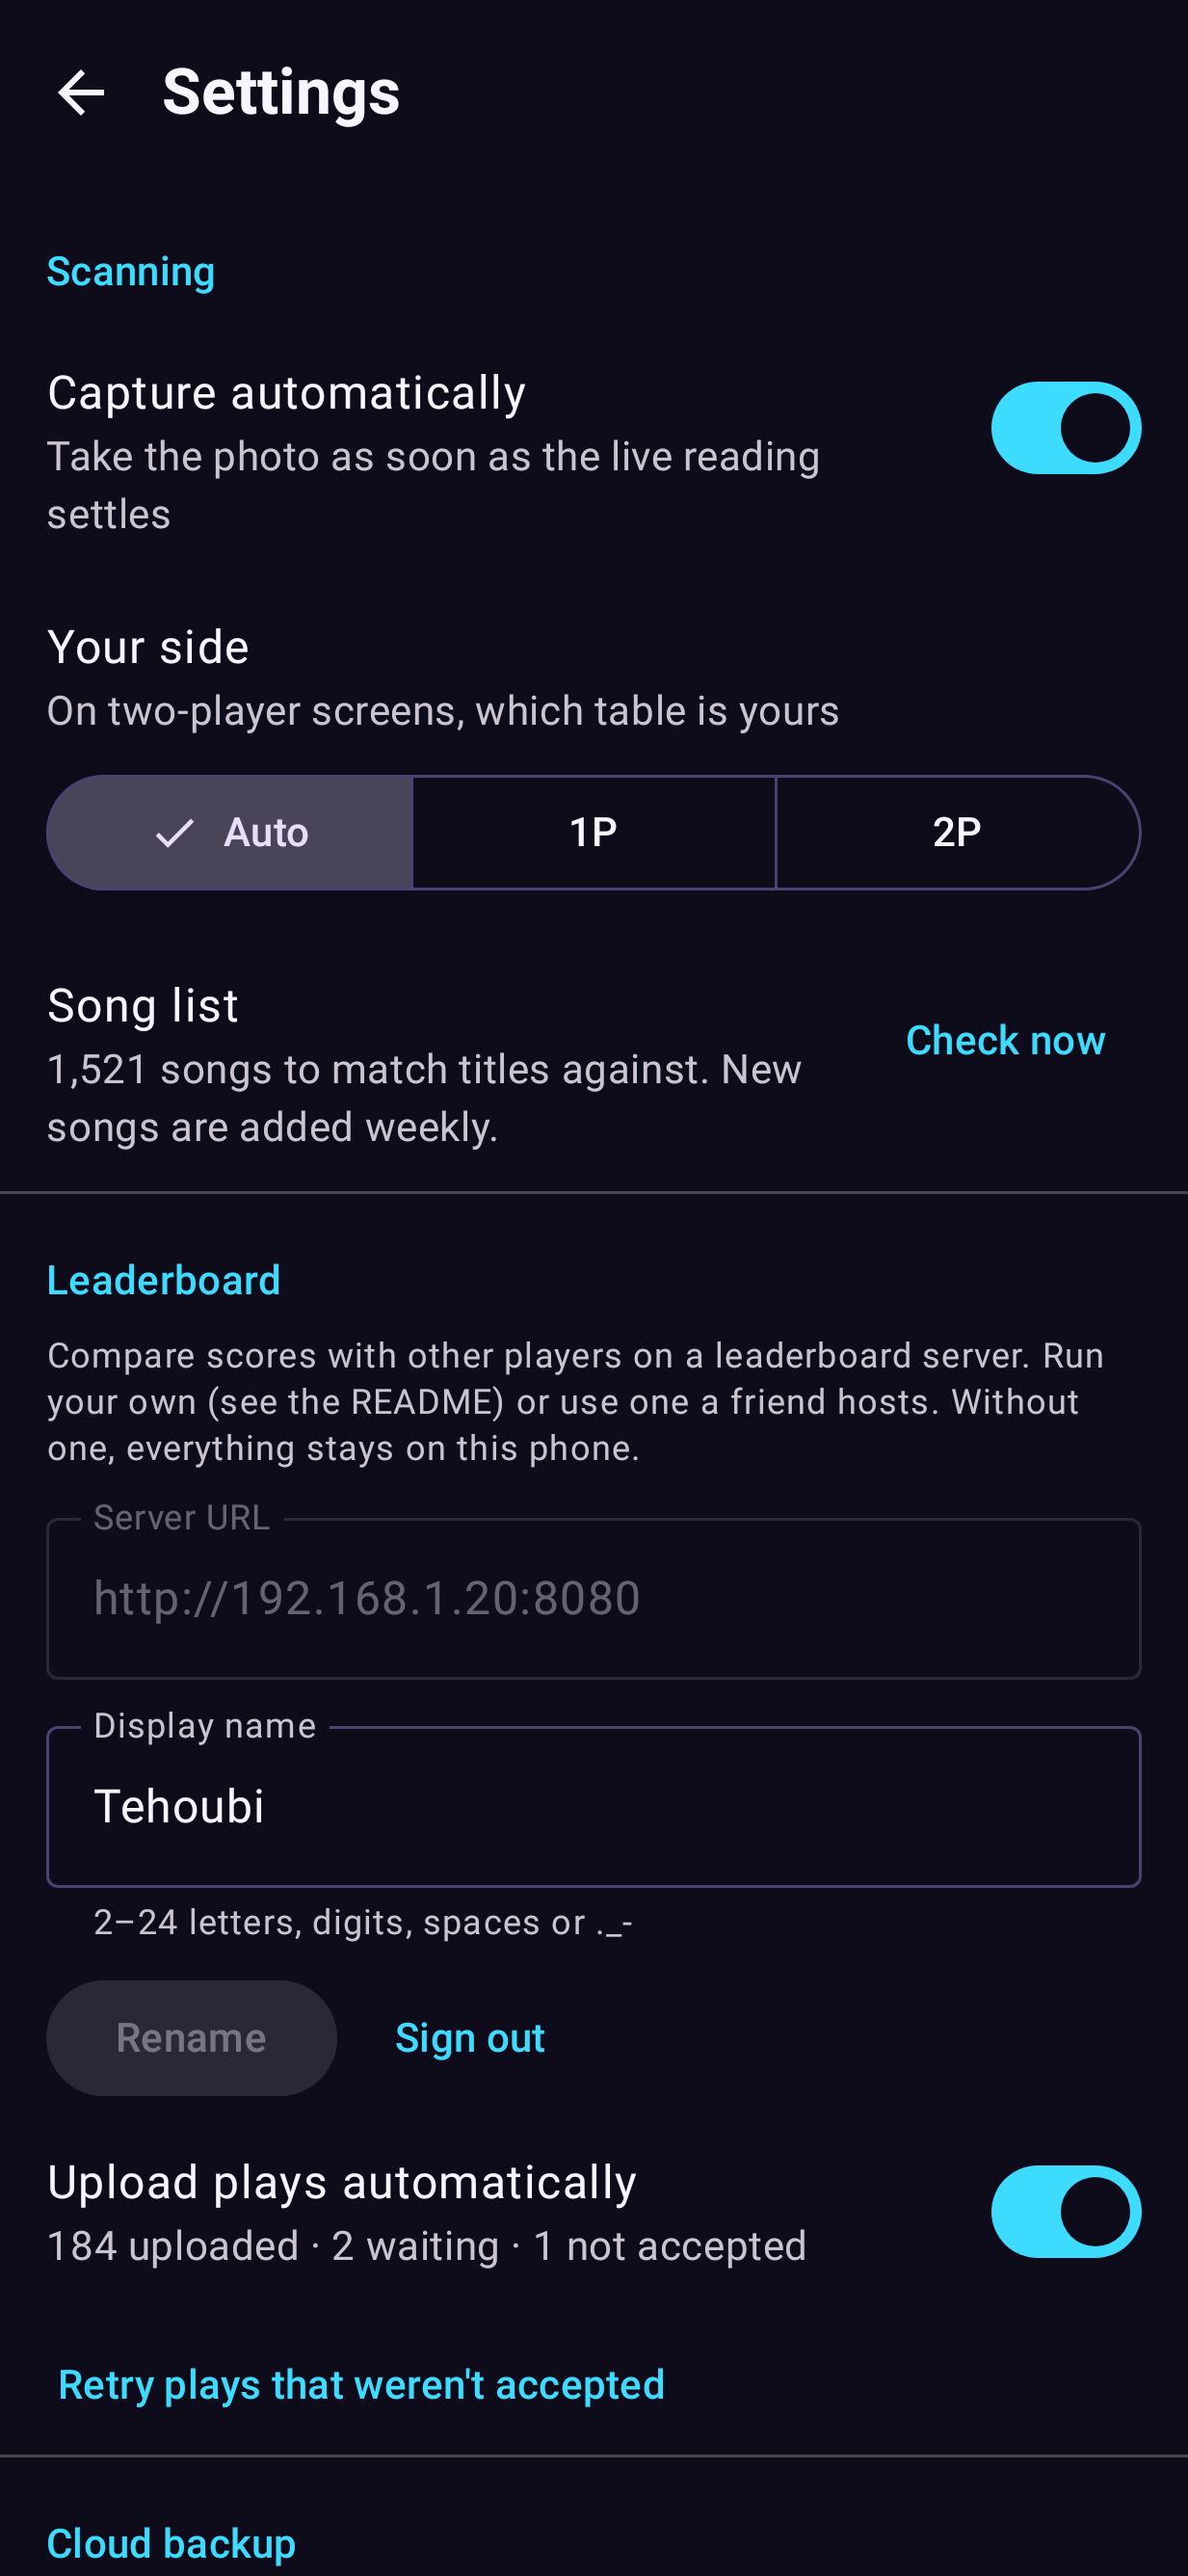 Settings
Scanning
Capture automatically
Take the photo as soon as the live reading
settles
Your side
On two-player screens, which table is yours
Auto
1P
2P
Song list
1,521 songs to match titles against. New
songs are added weekly.
Check now
Leaderboard
Compare scores with other players on a leaderboard server. Run
your own (see the README) or use one a friend hosts. Without
one, everything stays on this phone.
Server URL
http://192.168.1.20:8080
Display name
Tehoubi
2–24 letters, digits, spaces or ._-
Rename
Sign out
Upload plays automatically
184 uploaded · 2 waiting · 1 not accepted
Retry plays that weren't accepted
Cloud backup